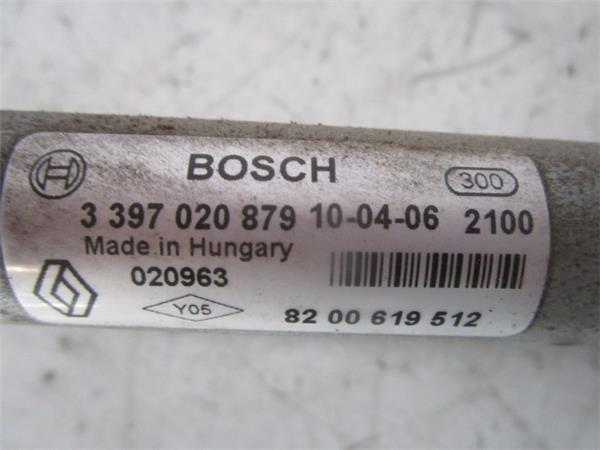 BOSCH 300
3 397 020 879 10-04-06 2100
Made in Hungary
020963
Y05 82 00 619 512